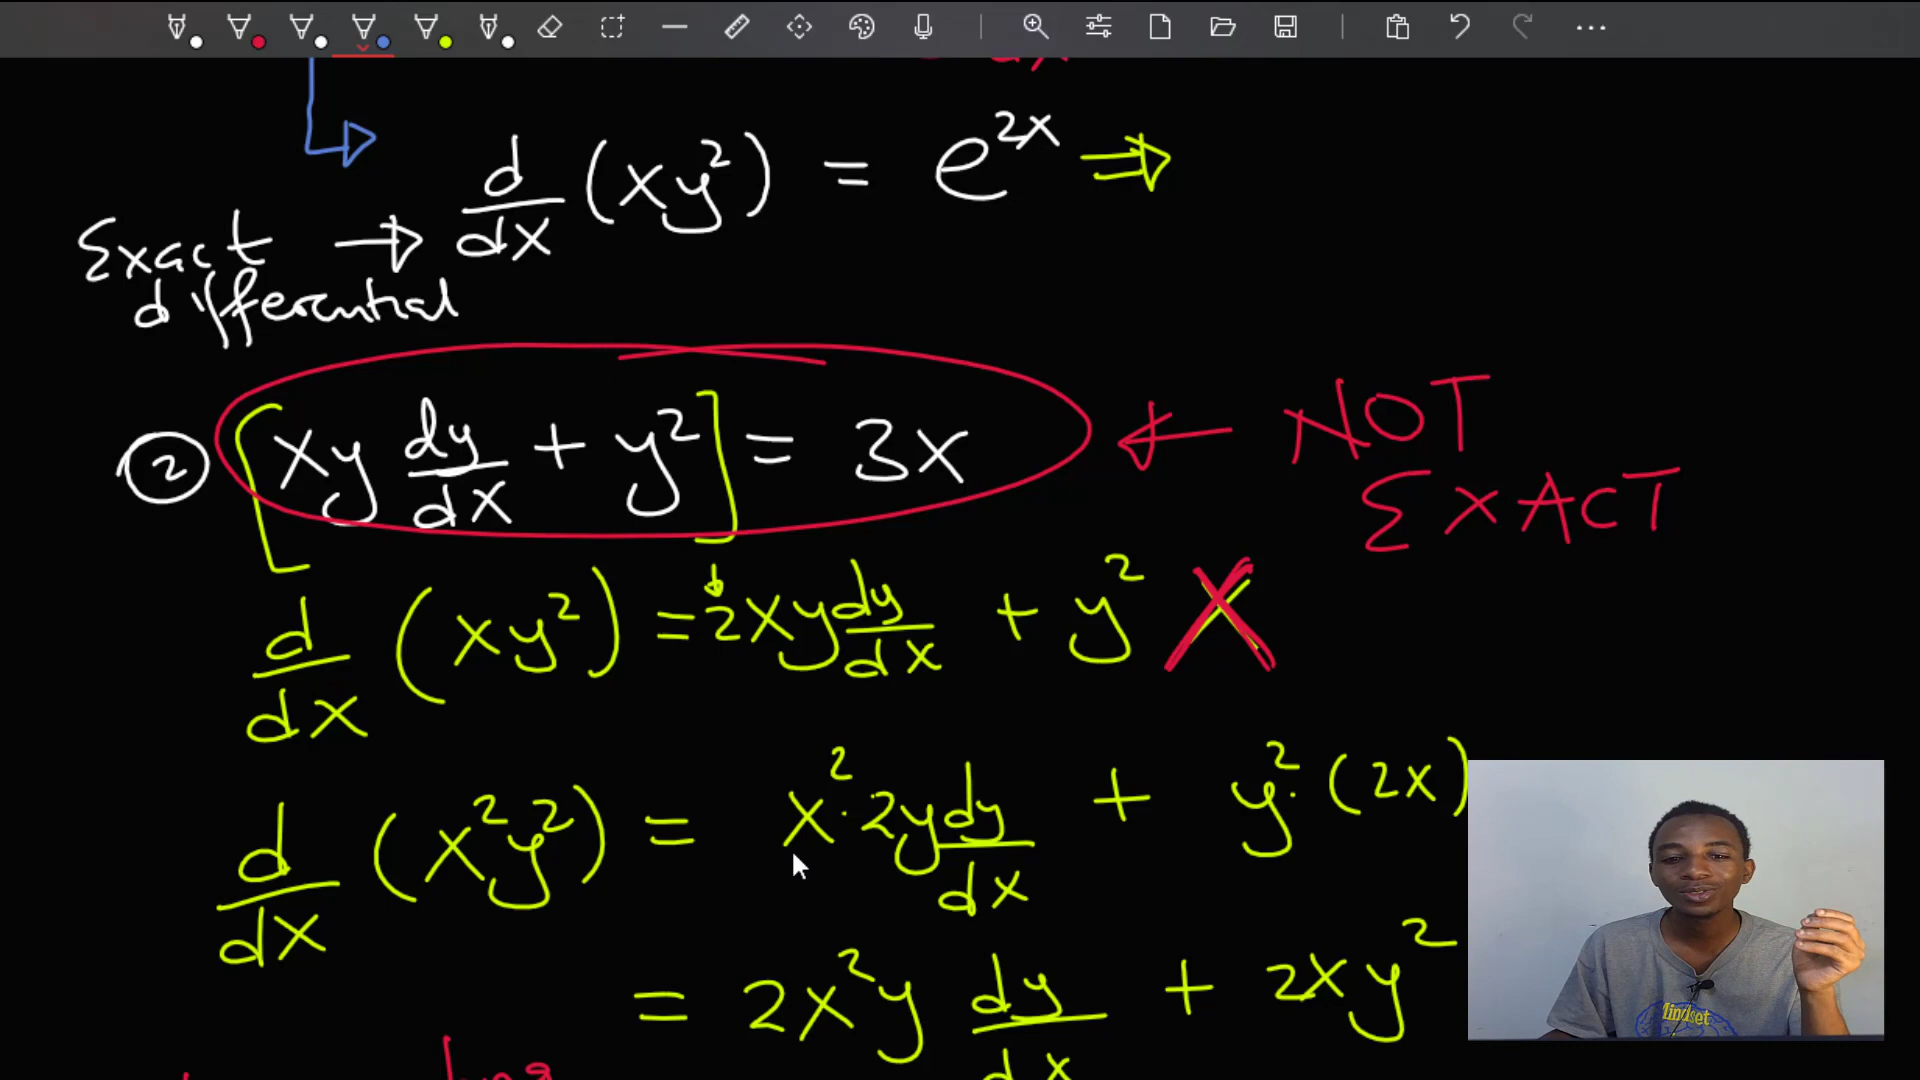 d/dx (xy²) = e^{2x} ⇒
Exact → differential
② [xy dy/dx + y²] = 3x ← NOT EXACT
d/dx (xy²) = 2xy dy/dx + y² X
d/dx (x²y²) = x² · 2y dy/dx + y² · (2x)
= 2x²y dy/dx + 2xy²
Mindset